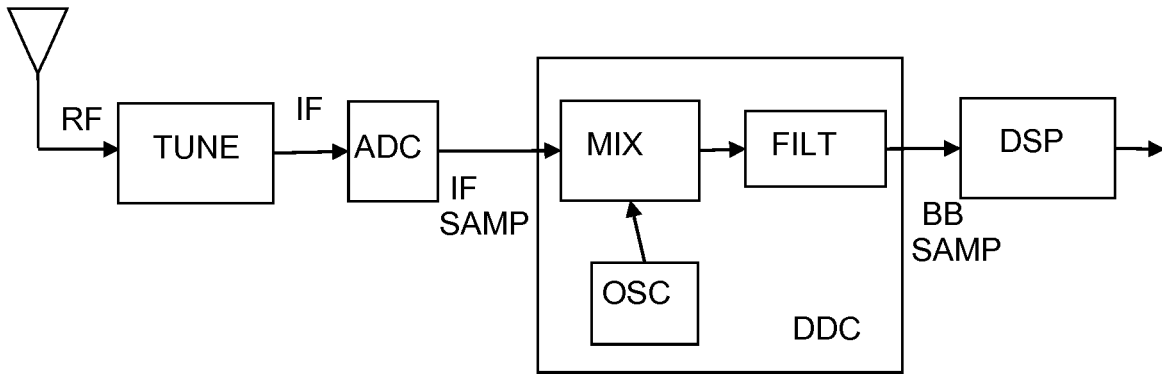 RF
TUNE
IF
ADC
IF
SAMP
MIX
FILT
OSC
DDC
BB
SAMP
DSP